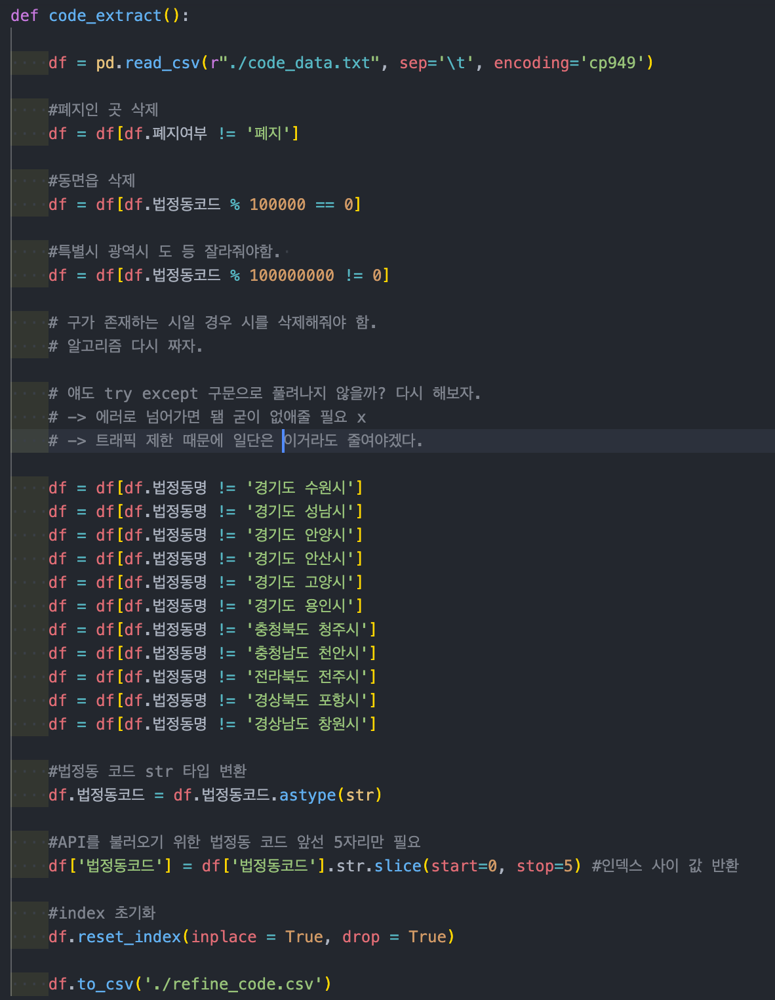 def code_extract():
df = pd.read_csv(r"./code_data.txt", sep='\t', encoding='cp949')
#폐지인 곳 삭제
df = df[df.폐지여부 != '폐지']
#동면읍 삭제
df = df[df.법정동코드 % 100000 == 0]
#특별시 광역시 도 등 잘라줘야함.
df = df[df.법정동코드 % 100000000 != 0]
# 구가 존재하는 시일 경우 시를 삭제해줘야 함.
# 알고리즘 다시 짜자.
# 얘도 try except 구문으로 풀려나지 않을까? 다시 해보자.
# -> 에러로 넘어가면 됌 굳이 없애줄 필요 x
# -> 트래픽 제한 때문에 일단은 이거라도 줄여야겠다.
df = df[df.법정동명 != '경기도 수원시']
df = df[df.법정동명 != '경기도 성남시']
df = df[df.법정동명 != '경기도 안양시']
df = df[df.법정동명 != '경기도 안산시']
df = df[df.법정동명 != '경기도 고양시']
df = df[df.법정동명 != '경기도 용인시']
df = df[df.법정동명 != '충청북도 청주시']
df = df[df.법정동명 != '충청남도 천안시']
df = df[df.법정동명 != '전라북도 전주시']
df = df[df.법정동명 != '경상북도 포항시']
df = df[df.법정동명 != '경상남도 창원시']
#법정동 코드 str 타입 변환
df.법정동코드 = df.법정동코드.astype(str)
#API를 불러오기 위한 법정동 코드 앞선 5자리만 필요
df['법정동코드'] = df['법정동코드'].str.slice(start=0, stop=5) #인덱스 사이 값 반환
#index 초기화
df.reset_index(inplace = True, drop = True)
df.to_csv('./refine_code.csv')